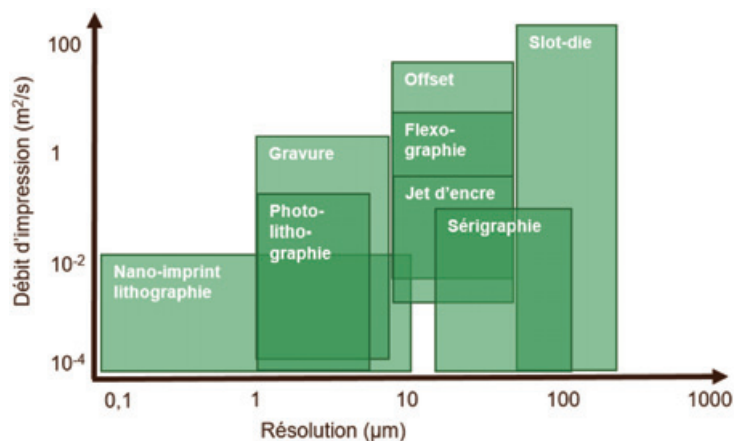 Débit d'impression (m²/s)
100
1
10⁻²
10⁻⁴
Slot-die
Offset
Flexo-
graphie
Gravure
Jet d'encre
Photo-
litho-
graphie
Sérigraphie
Nano-imprint
lithographie
0,1
1
10
100
1000
Résolution (µm)